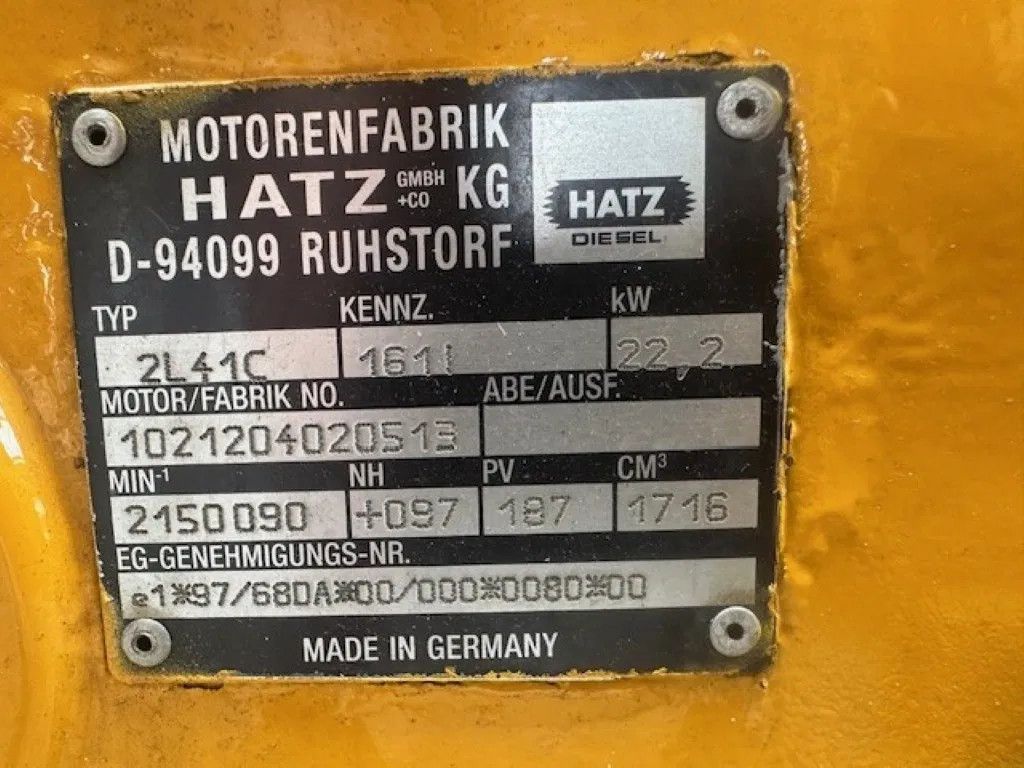 MOTORENFABRIK
HATZ GMBH +CO KG
D-94099 RUHSTORF
HATZ
DIESEL
TYP KENNZ. kW
2L41C 161I 22,2
MOTOR/FABRIK NO. ABE/AUSF.
1021204020513
MIN-¹ NH PV CM³
2150090 +097 187 1716
EG-GENEHMIGUNGS-NR.
e1*97/68DA*00/000*0080*00
MADE IN GERMANY